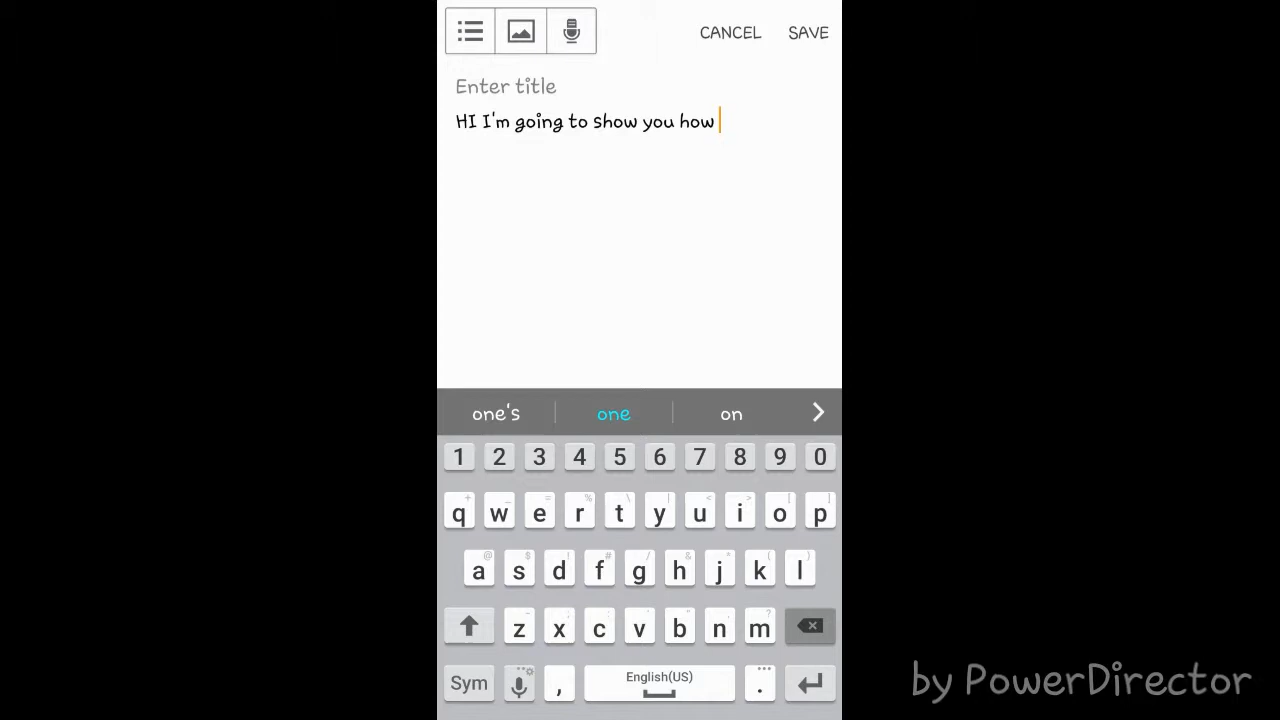 CANCEL SAVE
Enter title
HI I'm going to show you how
one's one on
1 2 3 4 5 6 7 8 9 0
+ _ = % \ | < > [ ]
q w e r t y u i o p
@ $ ! # / & * ( )
a s d f g h j k l
- ' : ; " ?
z x c v b n m
Sym , English(US) .
by PowerDirector